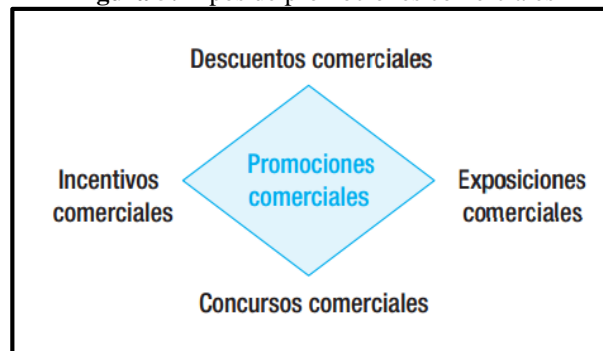 Descuentos comerciales
Promociones
comerciales
Incentivos
comerciales
Exposiciones
comerciales
Concursos comerciales